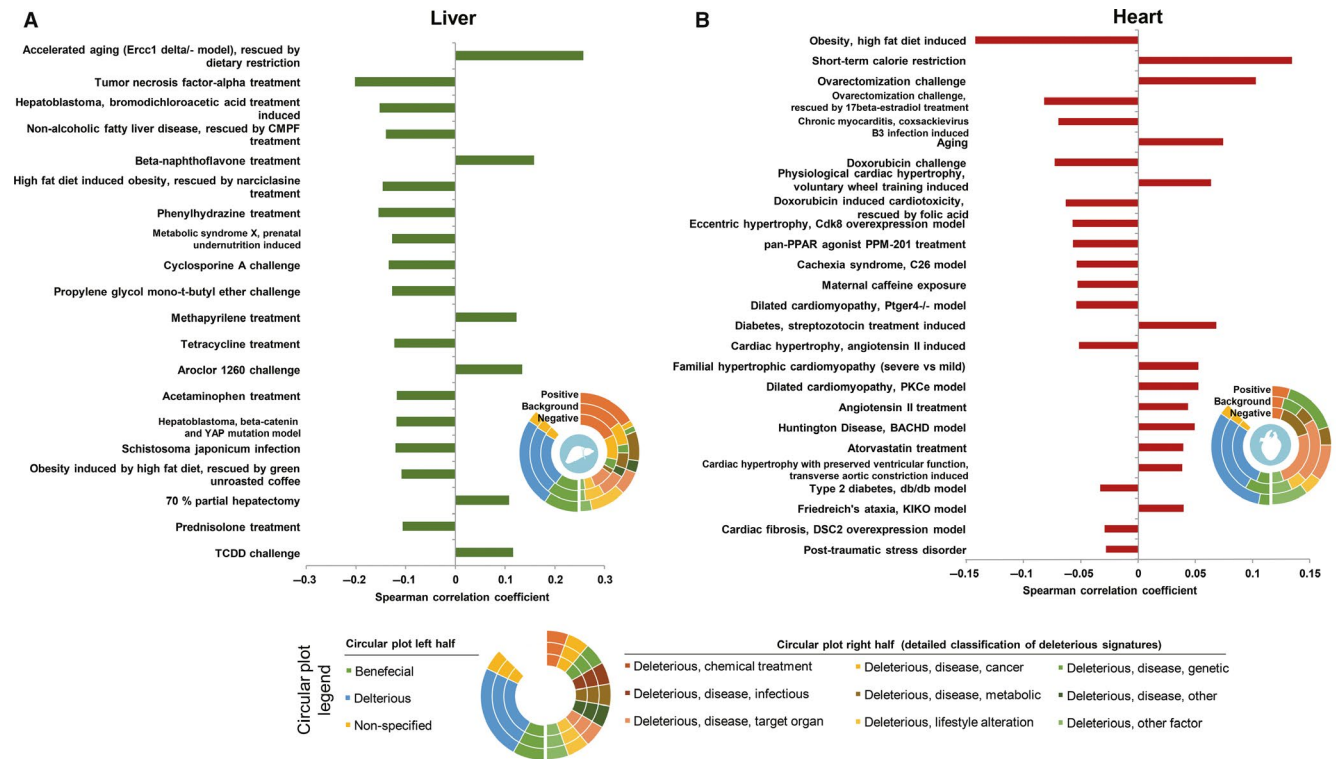 A
Liver
Accelerated aging (Ercc1 delta/- model), rescued by
dietary restriction
Tumor necrosis factor-alpha treatment
Hepatoblastoma, bromodichloroacetic acid treatment
induced
Non-alcoholic fatty liver disease, rescued by CMPF
treatment
Beta-naphthoflavone treatment
High fat diet induced obesity, rescued by narciclasine
treatment
Phenylhydrazine treatment
Metabolic syndrome X, prenatal
undernutrition induced
Cyclosporine A challenge
Propylene glycol mono-t-butyl ether challenge
Methapyrilene treatment
Tetracycline treatment
Aroclor 1260 challenge
Acetaminophen treatment
Hepatoblastoma, beta-catenin
and YAP mutation model
Schistosoma japonicum infection
Obesity induced by high fat diet, rescued by green
unroasted coffee
70 % partial hepatectomy
Prednisolone treatment
TCDD challenge
Positive
Background
Negative
−0.3 −0.2 −0.1 0 0.1 0.2 0.3
Spearman correlation coefficient
B
Heart
Obesity, high fat diet induced
Short-term calorie restriction
Ovarectomization challenge
Ovarectomization challenge,
rescued by 17beta-estradiol treatment
Chronic myocarditis, coxsackievirus
B3 infection induced
Aging
Doxorubicin challenge
Physiological cardiac hypertrophy,
voluntary wheel training induced
Doxorubicin induced cardiotoxicity,
rescued by folic acid
Eccentric hypertrophy, Cdk8 overexpression model
pan-PPAR agonist PPM-201 treatment
Cachexia syndrome, C26 model
Maternal caffeine exposure
Dilated cardiomyopathy, Ptger4-/- model
Diabetes, streptozotocin treatment induced
Cardiac hypertrophy, angiotensin II induced
Familial hypertrophic cardiomyopathy (severe vs mild)
Dilated cardiomyopathy, PKCe model
Angiotensin II treatment
Huntington Disease, BACHD model
Atorvastatin treatment
Cardiac hypertrophy with preserved ventricular function,
transverse aortic constriction induced
Type 2 diabetes, db/db model
Friedreich's ataxia, KIKO model
Cardiac fibrosis, DSC2 overexpression model
Post-traumatic stress disorder
Positive
Background
Negative
−0.15 −0.1 −0.05 0 0.05 0.1 0.15
Spearman correlation coefficient
Circular plot
legend
Circular plot left half
Benefecial
Delterious
Non-specified
Circular plot right half (detailed classification of deleterious signatures)
Deleterious, chemical treatment
Deleterious, disease, infectious
Deleterious, disease, target organ
Deleterious, disease, cancer
Deleterious, disease, metabolic
Deleterious, lifestyle alteration
Deleterious, disease, genetic
Deleterious, disease, other
Deleterious, other factor